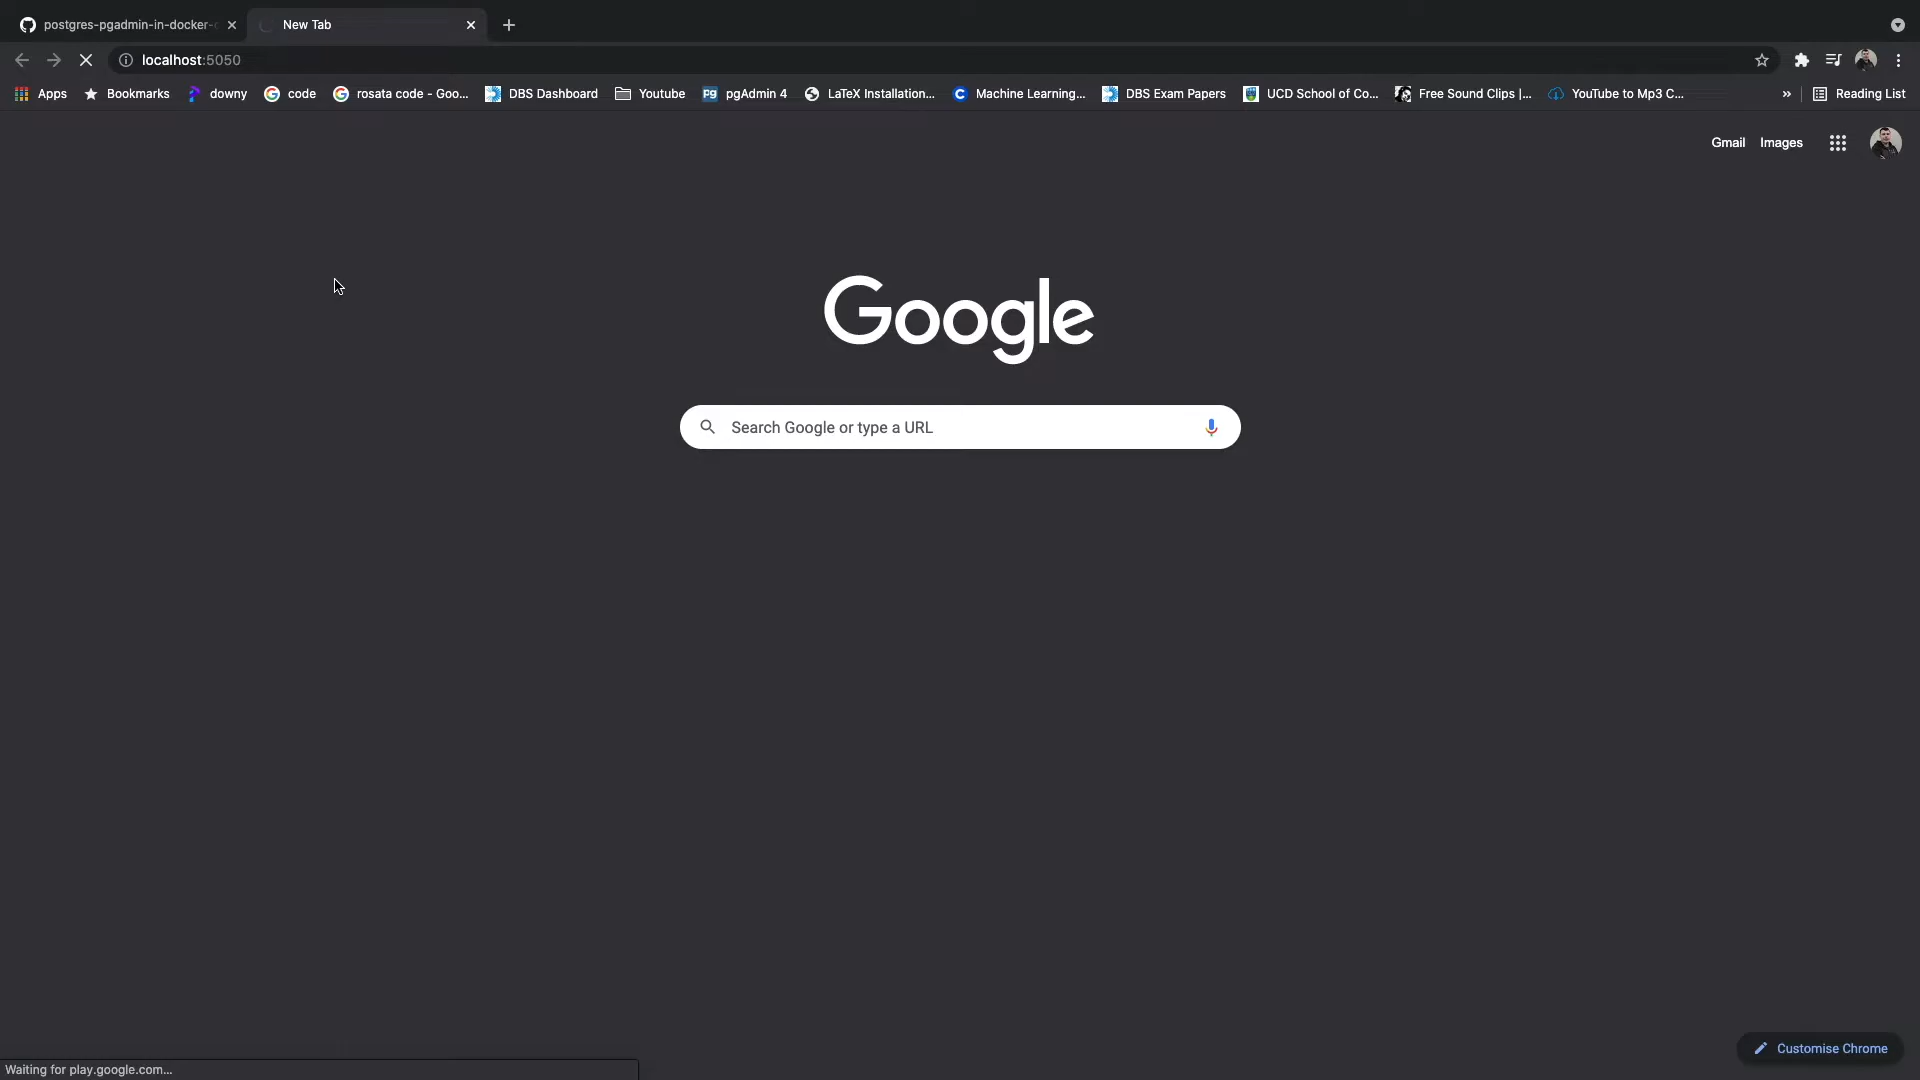 postgres-pgadmin-in-docker-
New Tab
localhost:5050
Apps
Bookmarks
downy
code
rosata code - Goo...
DBS Dashboard
Youtube
pgAdmin 4
LaTeX Installation...
Machine Learning...
DBS Exam Papers
UCD School of Co...
Free Sound Clips |...
YouTube to Mp3 C...
»
Reading List
Gmail
Images
Google
Search Google or type a URL
Customise Chrome
Waiting for play.google.com...